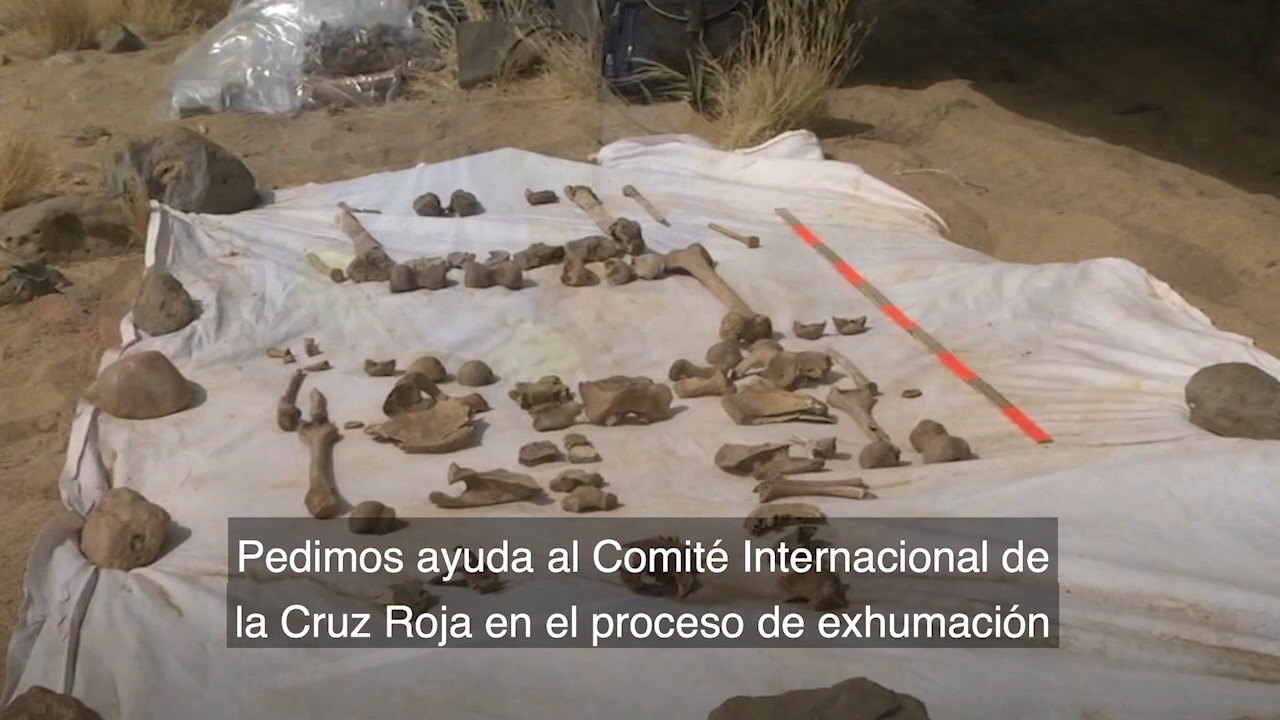 Pedimos ayuda al Comité Internacional de
la Cruz Roja en el proceso de exhumación